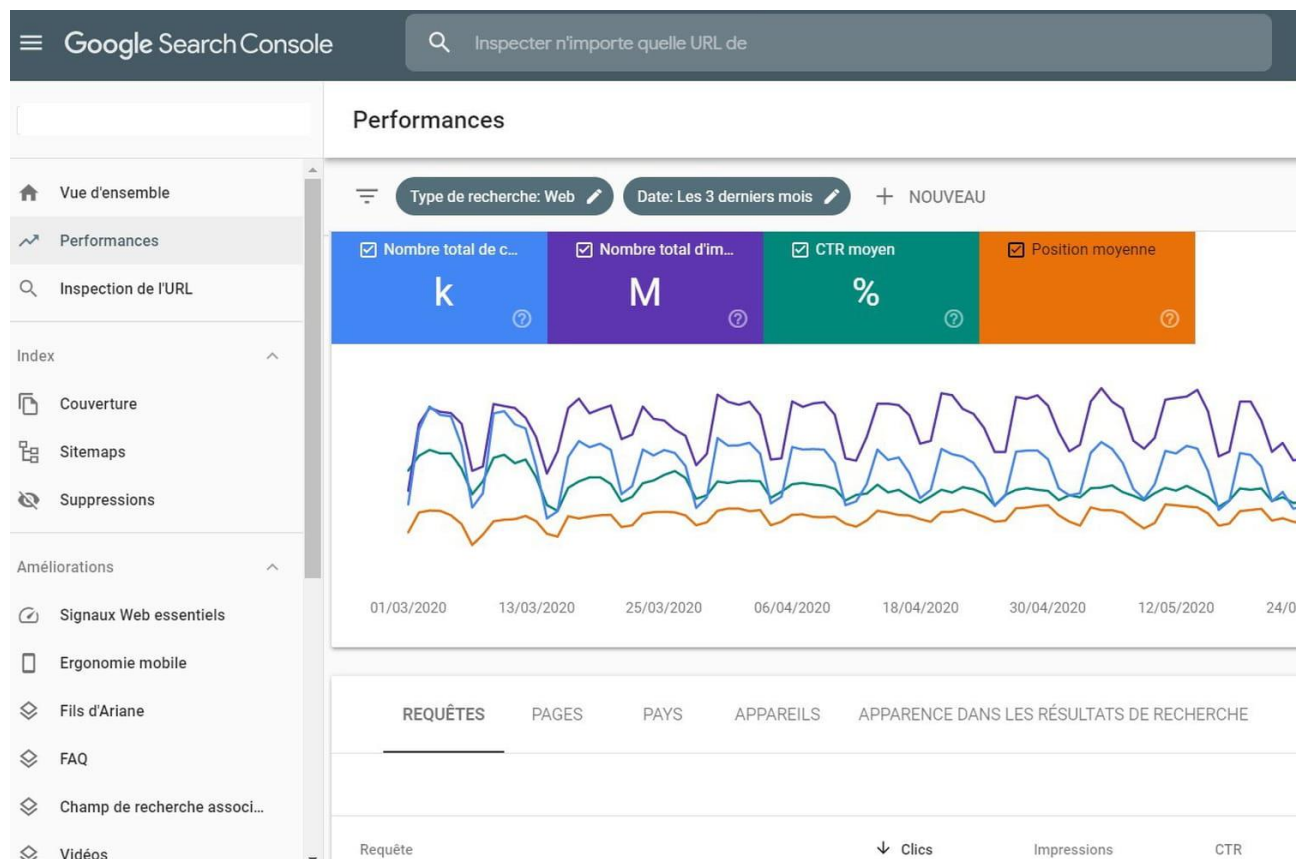 Google Search Console
Inspecter n'importe quelle URL de
Performances
Vue d'ensemble
Performances
Inspection de l'URL
Index
Couverture
Sitemaps
Suppressions
Améliorations
Signaux Web essentiels
Ergonomie mobile
Fils d'Ariane
FAQ
Champ de recherche associ...
Vidéos
Type de recherche: Web
Date: Les 3 derniers mois
+ NOUVEAU
Nombre total de c...
k
Nombre total d'im...
M
CTR moyen
%
Position moyenne
01/03/2020 13/03/2020 25/03/2020 06/04/2020 18/04/2020 30/04/2020 12/05/2020 24/0
REQUÊTES PAGES PAYS APPAREILS APPARENCE DANS LES RÉSULTATS DE RECHERCHE
Requête Clics Impressions CTR